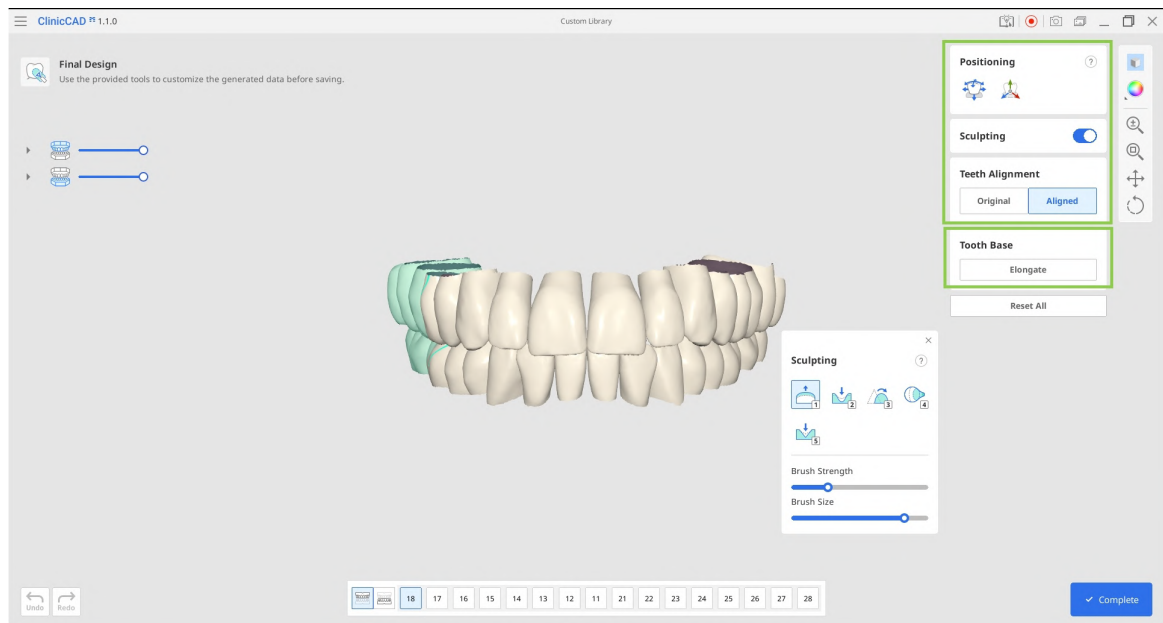 ClinicCAD 1.1.0
Custom Library
Final Design
Use the provided tools to customize the generated data before saving.
Positioning
?
Sculpting
Teeth Alignment
Original Aligned
Tooth Base
Elongate
Reset All
Sculpting
?
1 2 3 4
5
Brush Strength
Brush Size
Undo Redo
18 17 16 15 14 13 12 11 21 22 23 24 25 26 27 28
Complete